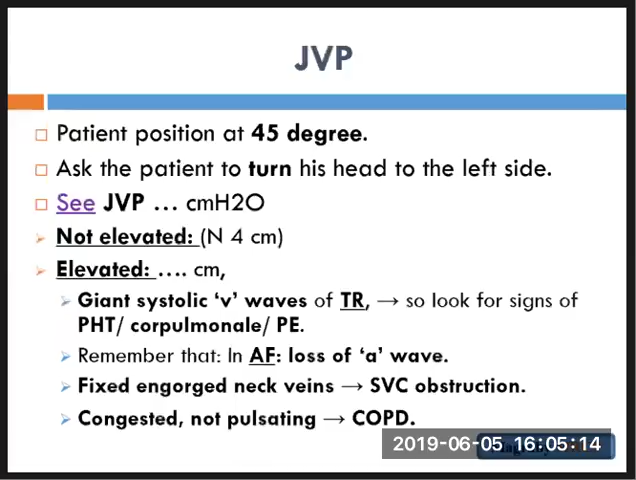 JVP
Patient position at 45 degree.
Ask the patient to turn his head to the left side.
See JVP … cmH2O
Not elevated: (N 4 cm)
Elevated: .... cm,
Giant systolic ‘v’ waves of TR, → so look for signs of
PHT/ corpulmonale/ PE.
Remember that: In AF: loss of ‘a’ wave.
Fixed engorged neck veins → SVC obstruction.
Congested, not pulsating → COPD.
2019-06-05 16:05:14